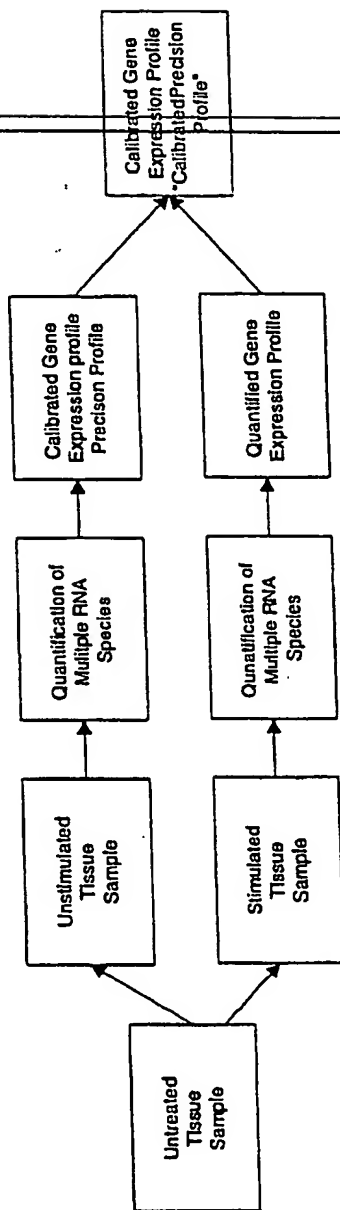 Untreated
Tissue
Sample
Unstimulated
Tissue
Sample
Quantification of
Multiple RNA
Species
Calibrated Gene
Expression profile
Precison Profile
Stimulated
Tissue
Sample
Qunatification of
Multiple RNA
Species
Quantified Gene
Expression Profile
Calibrated Gene
Expression Profile
"CalibratedPrecision
Profile"